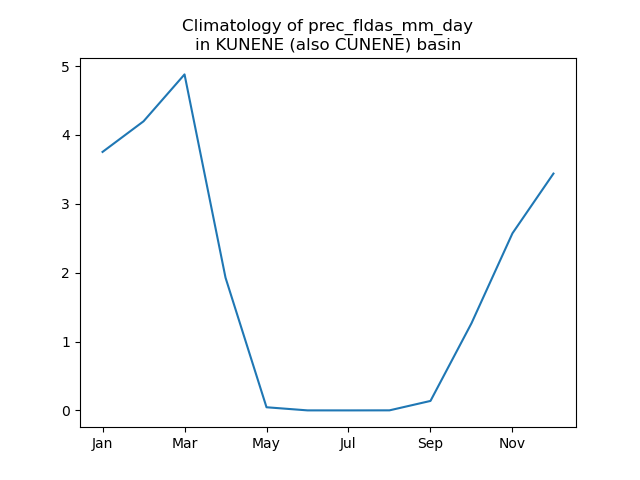 Climatology of prec_fldas_mm_day
in KUNENE (also CUNENE) basin
5
4
3
2
1
0
Jan
Mar
May
Jul
Sep
Nov